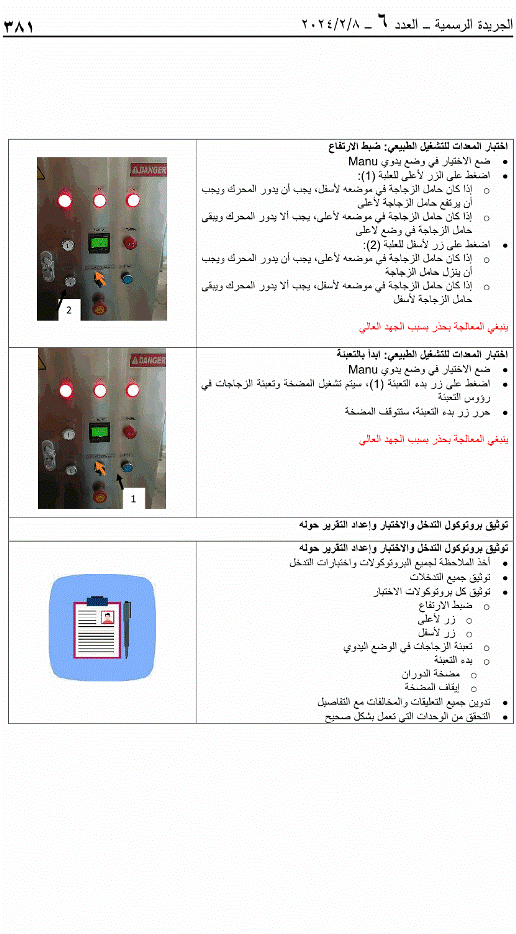 الجريدة الرسمية – العدد ٦ – ٢٠٢٤/٢/٨
٣٨١
اختبار المعدات للتشغيل الطبيعي: ضبط الارتفاع
• ضع الاختيار في وضع يدوي Manu
• اضغط على الزر لأعلى للعلبة (1):
o إذا كان حامل الزجاجة في موضعه لأسفل، يجب أن يدور المحرك ويجب
أن يرتفع حامل الزجاجة لأعلى
o إذا كان حامل الزجاجة في موضعه لأعلى، يجب ألا يدور المحرك ويبقى
حامل الزجاجة في وضع لاعلى
• اضغط على زر لأسفل للعلبة (2):
o إذا كان حامل الزجاجة في موضعه لأعلى، يجب أن يدور المحرك ويجب
أن ينزل حامل الزجاجة
o إذا كان حامل الزجاجة في موضعه لأسفل، يجب ألا يدور المحرك ويبقى
حامل الزجاجة لأسفل
ينبغي المعالجة بحذر بسبب الجهد العالي
DANGER
2
اختبار المعدات للتشغيل الطبيعي: ابدأ بالتعبئة
• ضع الاختيار في وضع يدوي Manu
• اضغط على زر بدء التعبئة (1)، سيتم تشغيل المضخة وتعبئة الزجاجات في
رؤوس التعبئة
• حرر زر بدء التعبئة، ستتوقف المضخة
ينبغي المعالجة بحذر بسبب الجهد العالي
DANGER
1
توثيق بروتوكول التدخل والاختبار وإعداد التقرير حوله
توثيق بروتوكول التدخل والاختبار وإعداد التقرير حوله
• أخذ الملاحظة لجميع البروتوكولات واختبارات التدخل
• توثيق جميع التدخلات
• توثيق كل بروتوكولات الاختبار
o ضبط الارتفاع
o زر لأعلى
o زر لأسفل
o تعبئة الزجاجات في الوضع اليدوي
o بدء التعبئة
o مضخة الدوران
o إيقاف المضخة
• تدوين جميع التعليقات والمخالفات مع التفاصيل
• التحقق من الوحدات التي تعمل بشكل صحيح